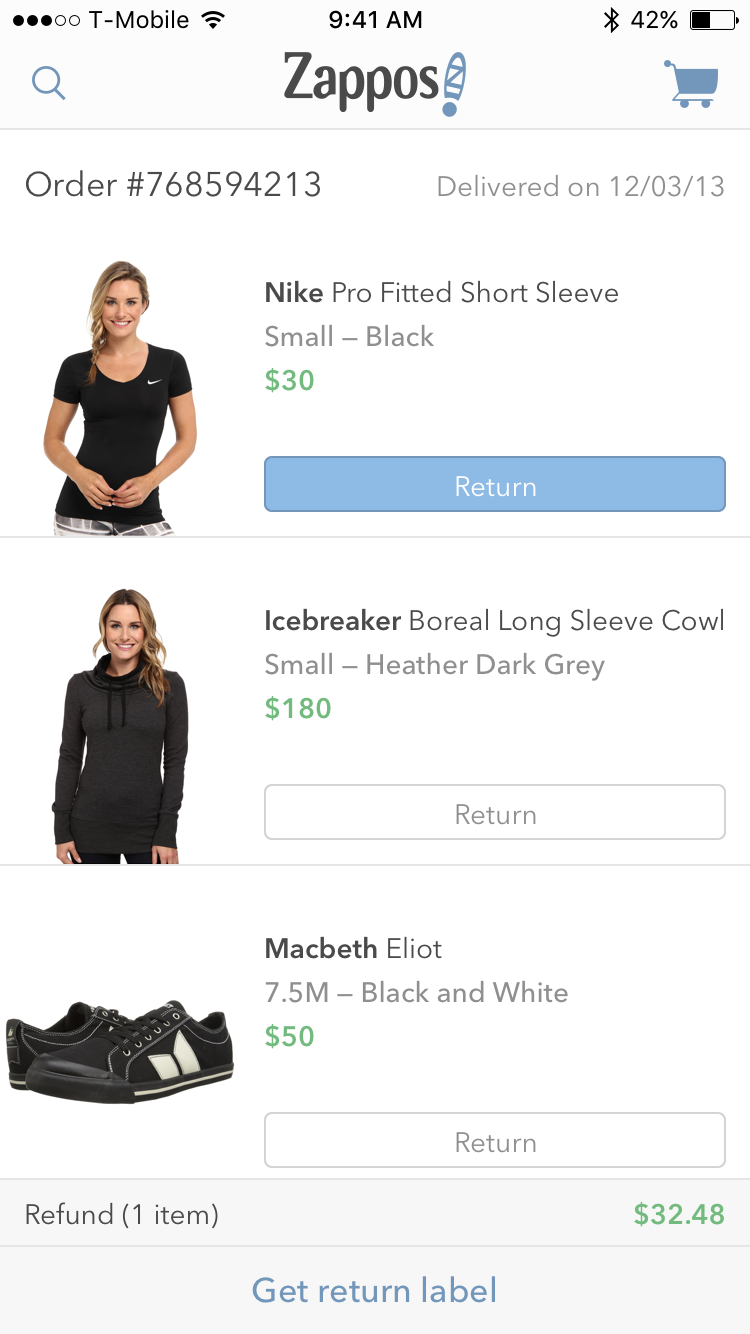 T-Mobile 9:41 AM 42%
Zappos
Order #768594213 Delivered on 12/03/13
Nike Pro Fitted Short Sleeve
Small – Black
$30
Return
Icebreaker Boreal Long Sleeve Cowl
Small – Heather Dark Grey
$180
Return
Macbeth Eliot
7.5M – Black and White
$50
Return
Refund (1 item) $32.48
Get return label